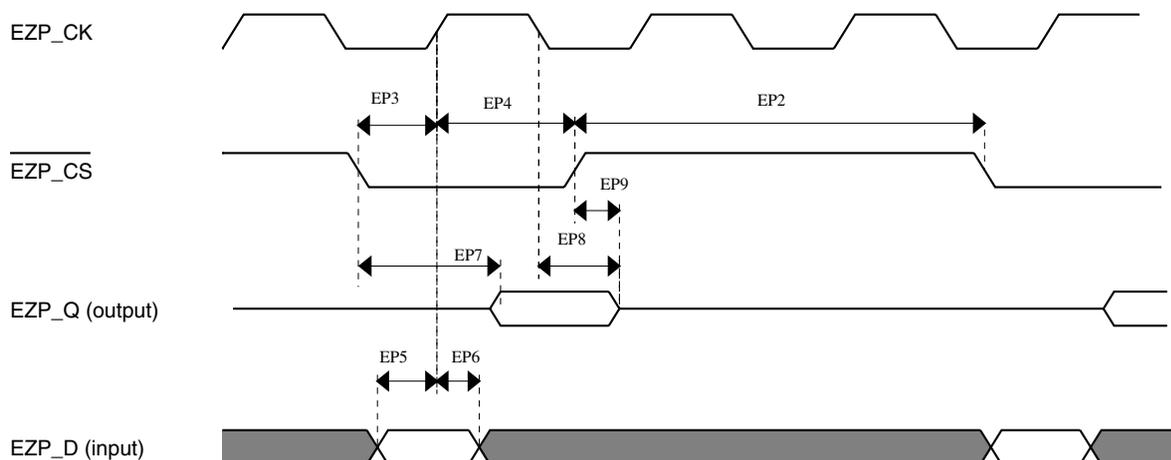 EZP_CK
EP3
EP4
EP2
EZP_CS
EP9
EP8
EP7
EZP_Q (output)
EP5
EP6
EZP_D (input)